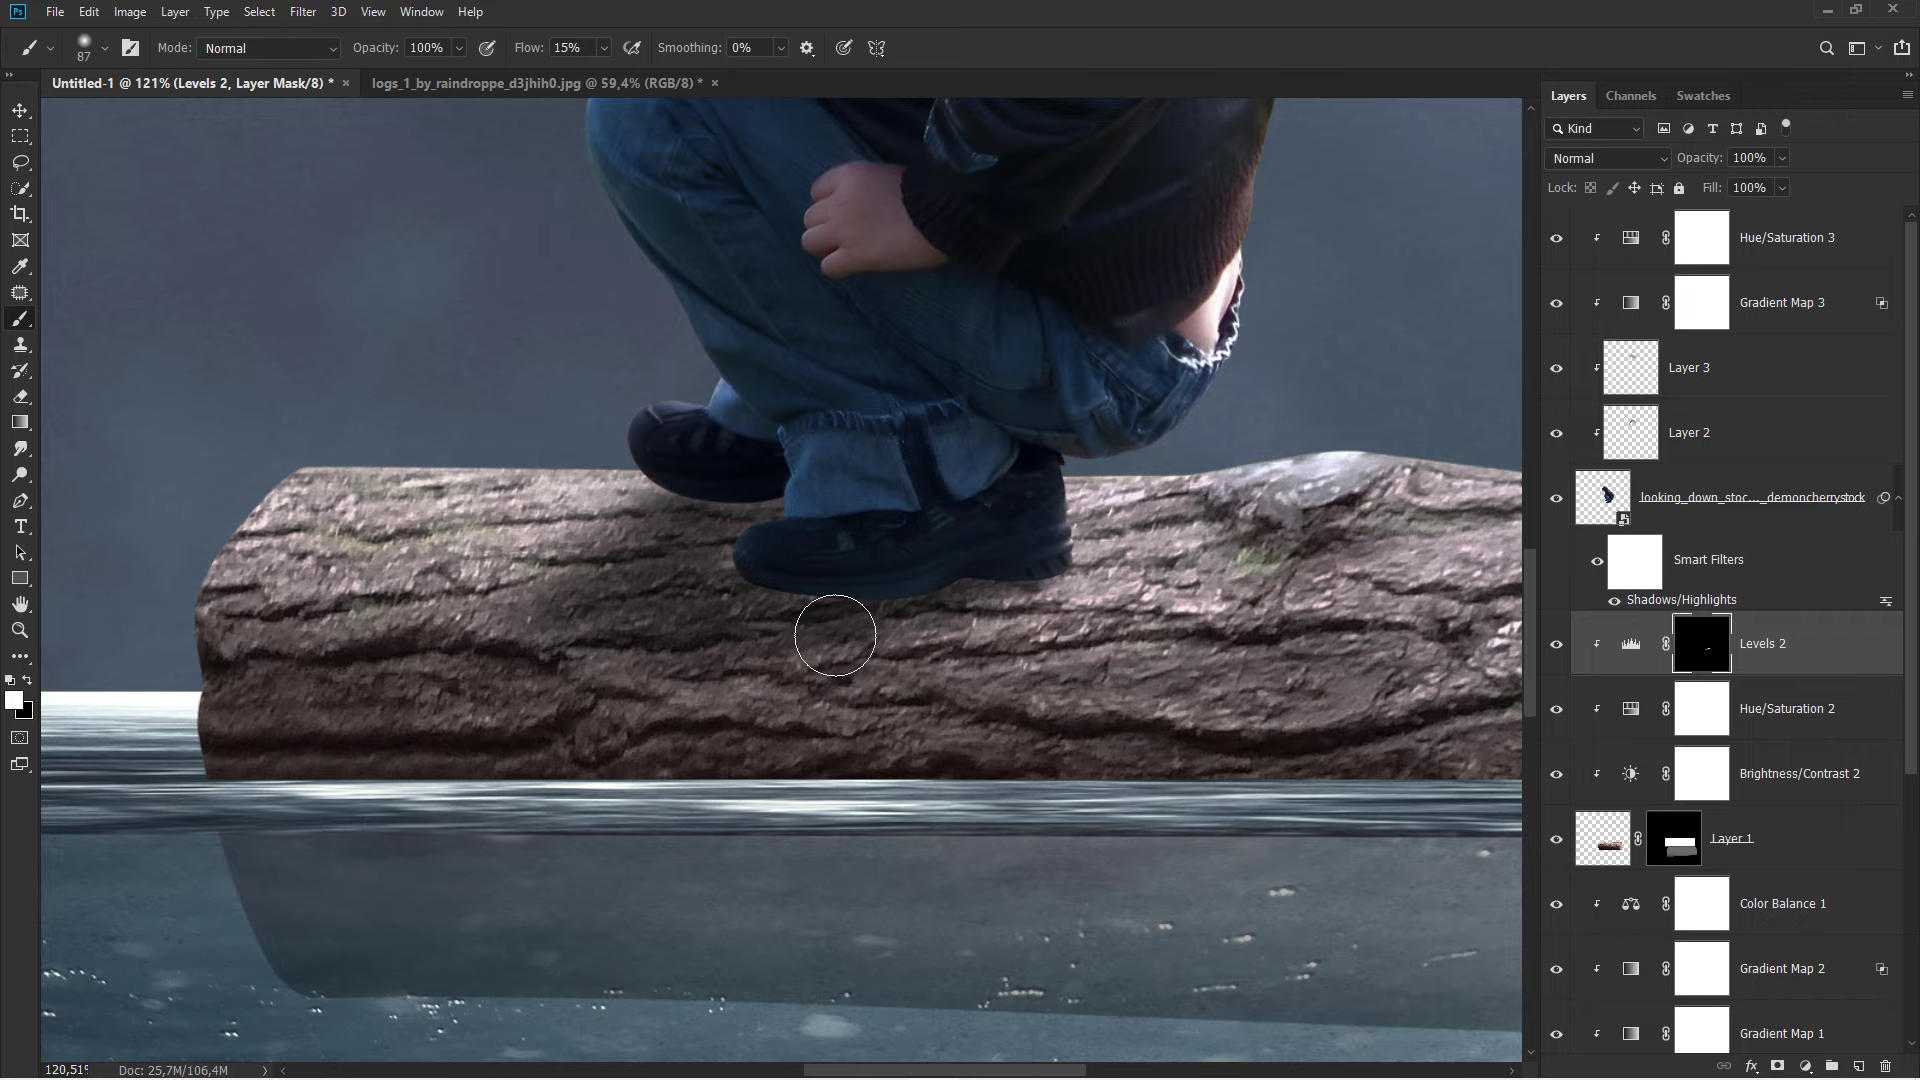 Ps File Edit Image Layer Type Select Filter 3D View Window Help
87 Mode: Normal Opacity: 100% Flow: 15% Smoothing: 0%
Untitled-1 @ 121% (Levels 2, Layer Mask/8) * × logs_1_by_raindroppe_d3jhih0.jpg @ 59,4% (RGB/8) * ×
Layers Channels Swatches
Kind
Normal Opacity: 100%
Lock: Fill: 100%
Hue/Saturation 3
Gradient Map 3
Layer 3
Layer 2
looking_down_stoc..._demoncherrystock
Smart Filters
Shadows/Highlights
Levels 2
Hue/Saturation 2
Brightness/Contrast 2
Layer 1
Color Balance 1
Gradient Map 2
Gradient Map 1
120,51% Doc: 25,7M/106,4M